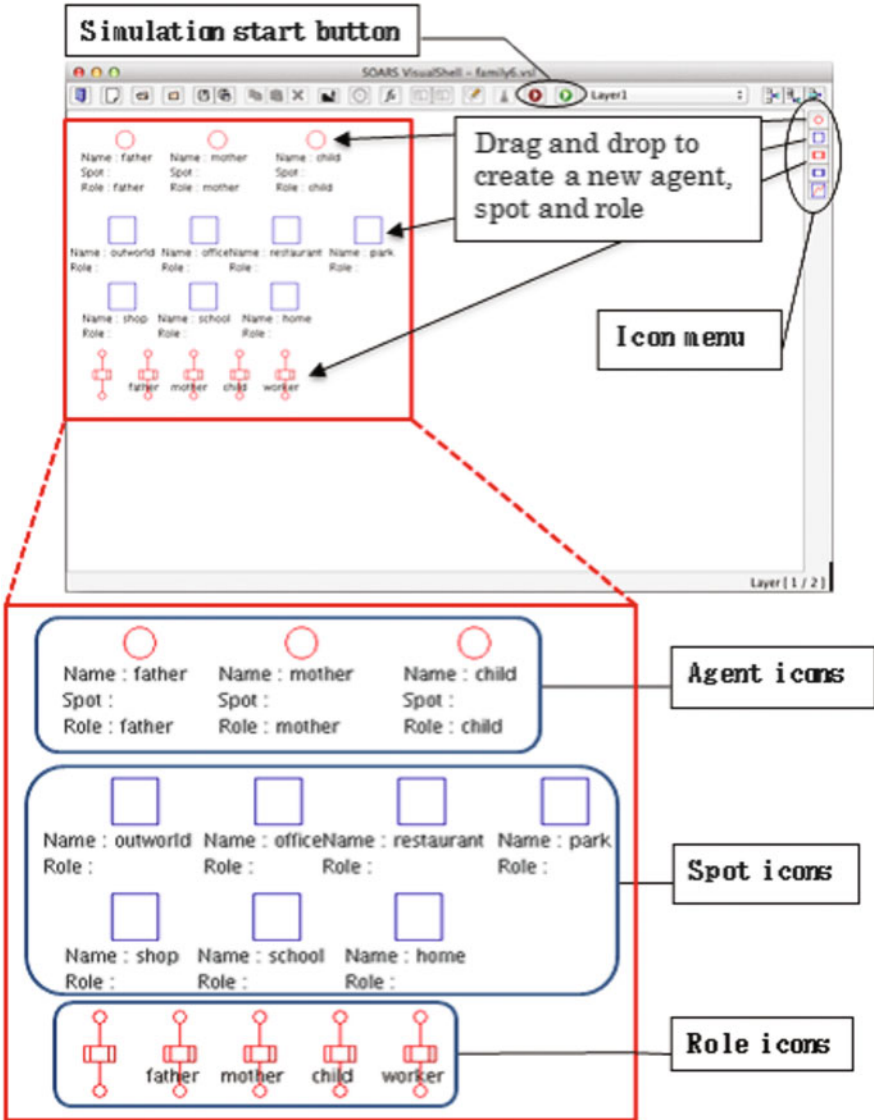 Simulation start button
SOARS VisualShell - family6.vsl
Layer1
Drag and drop to
create a new agent,
spot and role
Name : father Name : mother Name : child
Spot : Spot : Spot :
Role : father Role : mother Role : child
Name : outworld Name : office Name : restaurant Name : park
Role : Role : Role : Role :
Name : shop Name : school Name : home
Role : Role : Role :
father mother child worker
Icon menu
Layer [ 1 / 2 ]
Name : father Name : mother Name : child
Spot : Spot : Spot :
Role : father Role : mother Role : child
Agent icons
Name : outworld Name : office Name : restaurant Name : park
Role : Role : Role : Role :
Spot icons
Name : shop Name : school Name : home
Role : Role : Role :
father mother child worker
Role icons